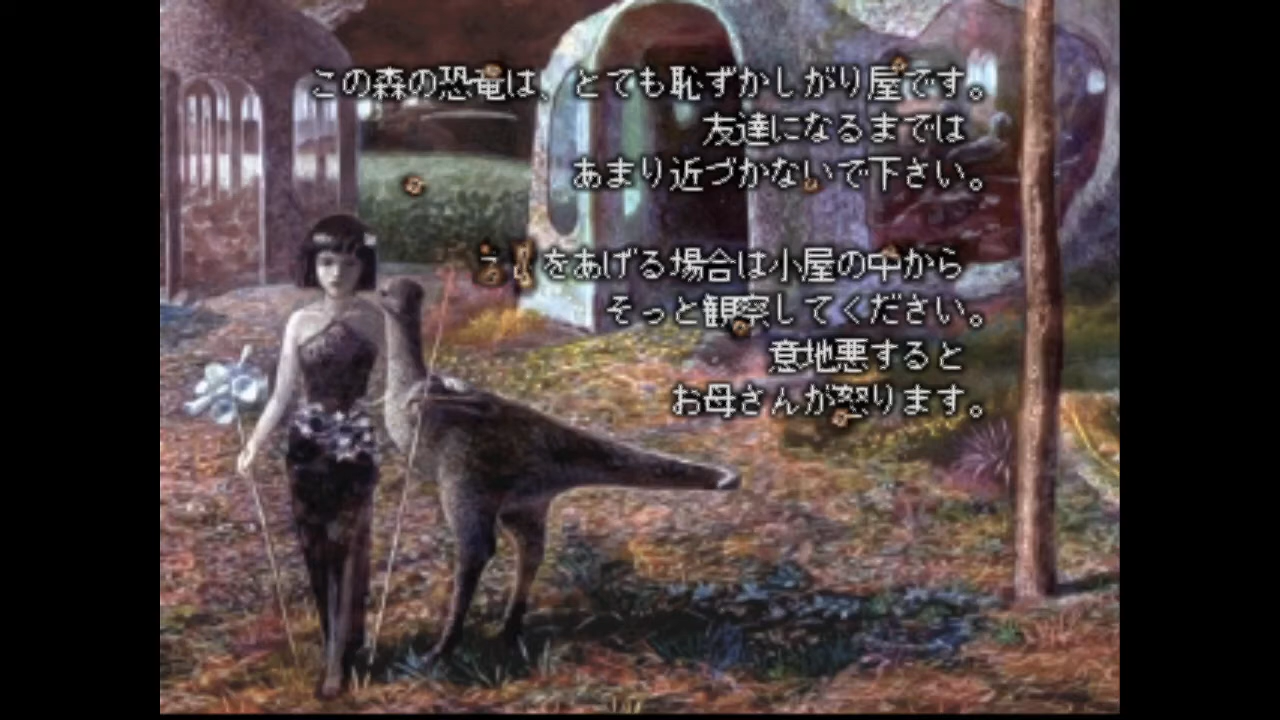 この森の恐竜は、とても恥ずかしがり屋です。
友達になるまでは
あまり近づかないで下さい。
をあげる場合は小屋の中から
そっと観察してください。
意地悪すると
お母さんが怒ります。